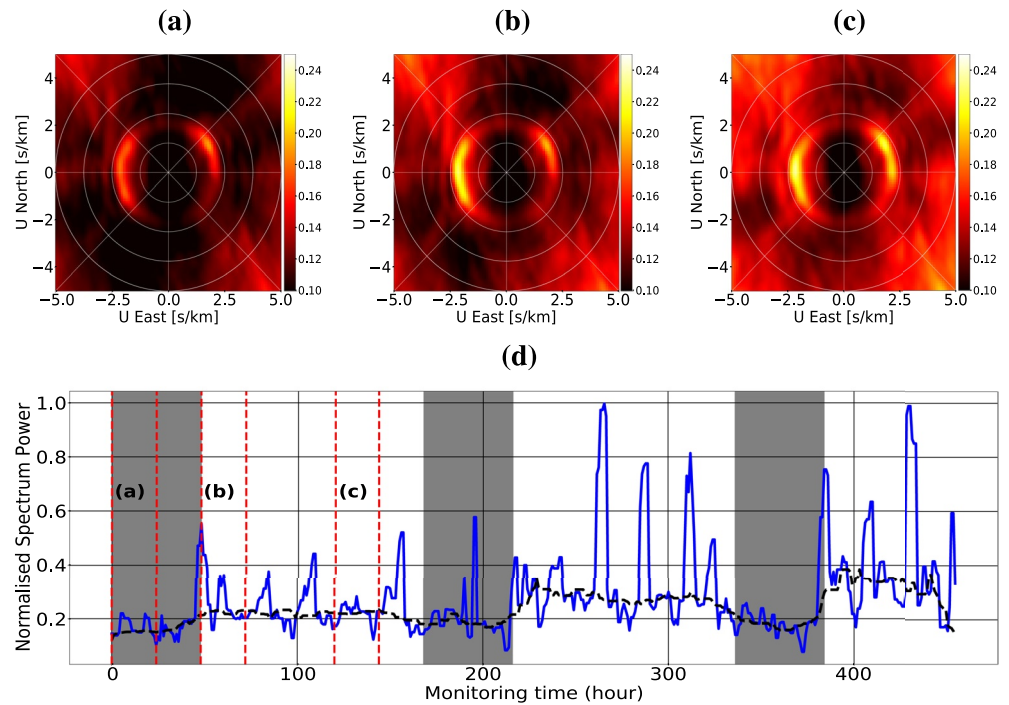 (a) (b) (c)
4 4 4
2 2 2
0 0 0
−2 −2 −2
−4 −4 −4
U North [s/km] U North [s/km] U North [s/km]
0.24 0.24 0.24
0.22 0.22 0.22
0.20 0.20 0.20
0.18 0.18 0.18
0.16 0.16 0.16
0.14 0.14 0.14
0.12 0.12 0.12
0.10 0.10 0.10
−5.0 −2.5 0.0 2.5 5.0 −5.0 −2.5 0.0 2.5 5.0 −5.0 −2.5 0.0 2.5 5.0
U East [s/km] U East [s/km] U East [s/km]
(d)
Normalised Spectrum Power
1.0
0.8
0.6
0.4
0.2
(a) (b) (c)
0 100 200 300 400
Monitoring time (hour)